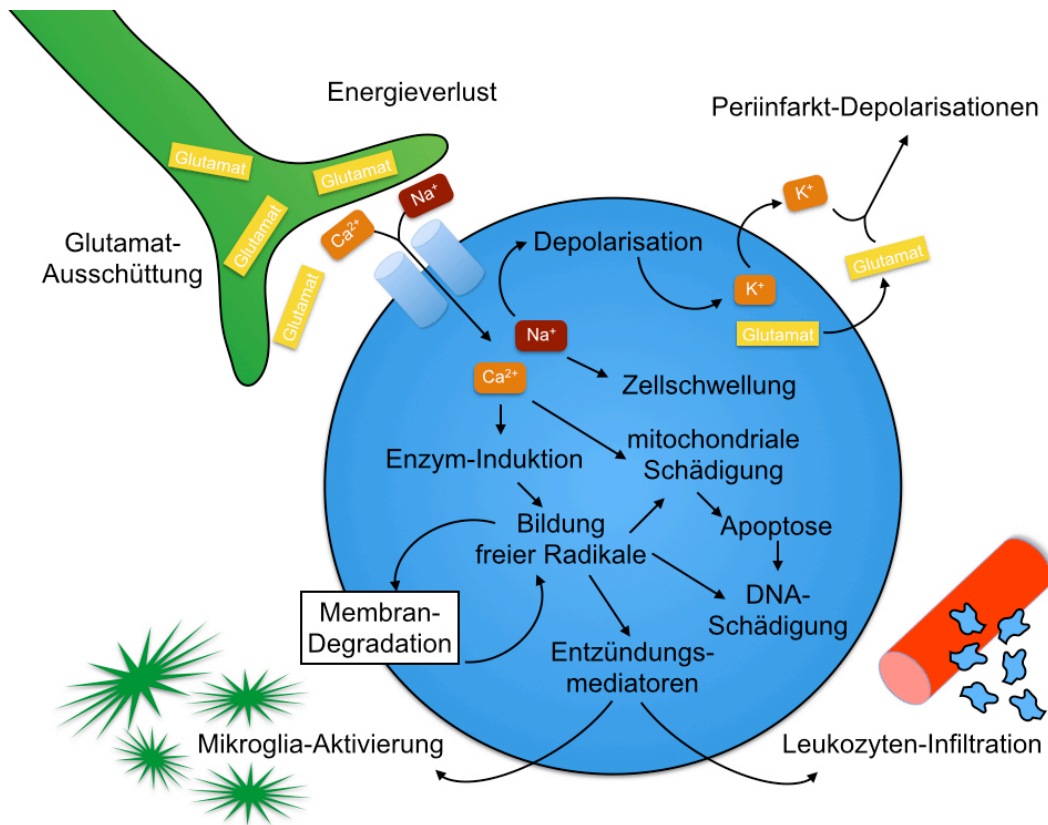 Energieverlust
Periinfarkt-Depolarisationen
Glutamat
Glutamat
Glutamat
Glutamat
Glutamat-
Ausschüttung
Ca²⁺
Na⁺
Depolarisation
K⁺
K⁺
Glutamat
Glutamat
Na⁺
Ca²⁺
Zellschwellung
Enzym-Induktion
mitochondriale
Schädigung
Bildung
freier Radikale
Apoptose
Membran-
Degradation
DNA-
Schädigung
Entzündungs-
mediatoren
Mikroglia-Aktivierung
Leukozyten-Infiltration